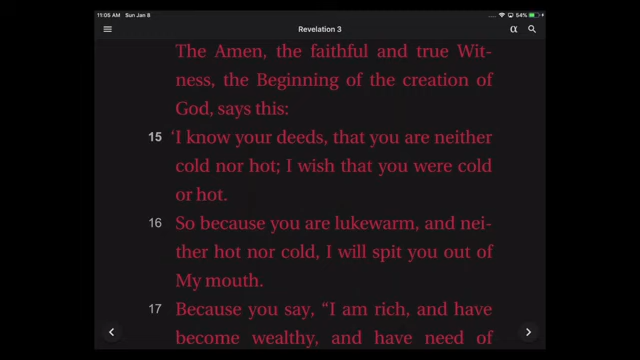 11:05 AM Sun Jan 8 54%
Revelation 3 α
The Amen, the faithful and true Wit-
ness, the Beginning of the creation of
God, says this:
15 ‘I know your deeds, that you are neither
cold nor hot; I wish that you were cold
or hot.
16 So because you are lukewarm, and nei-
ther hot nor cold, I will spit you out of
My mouth.
17 Because you say, “I am rich, and have
become wealthy, and have need of